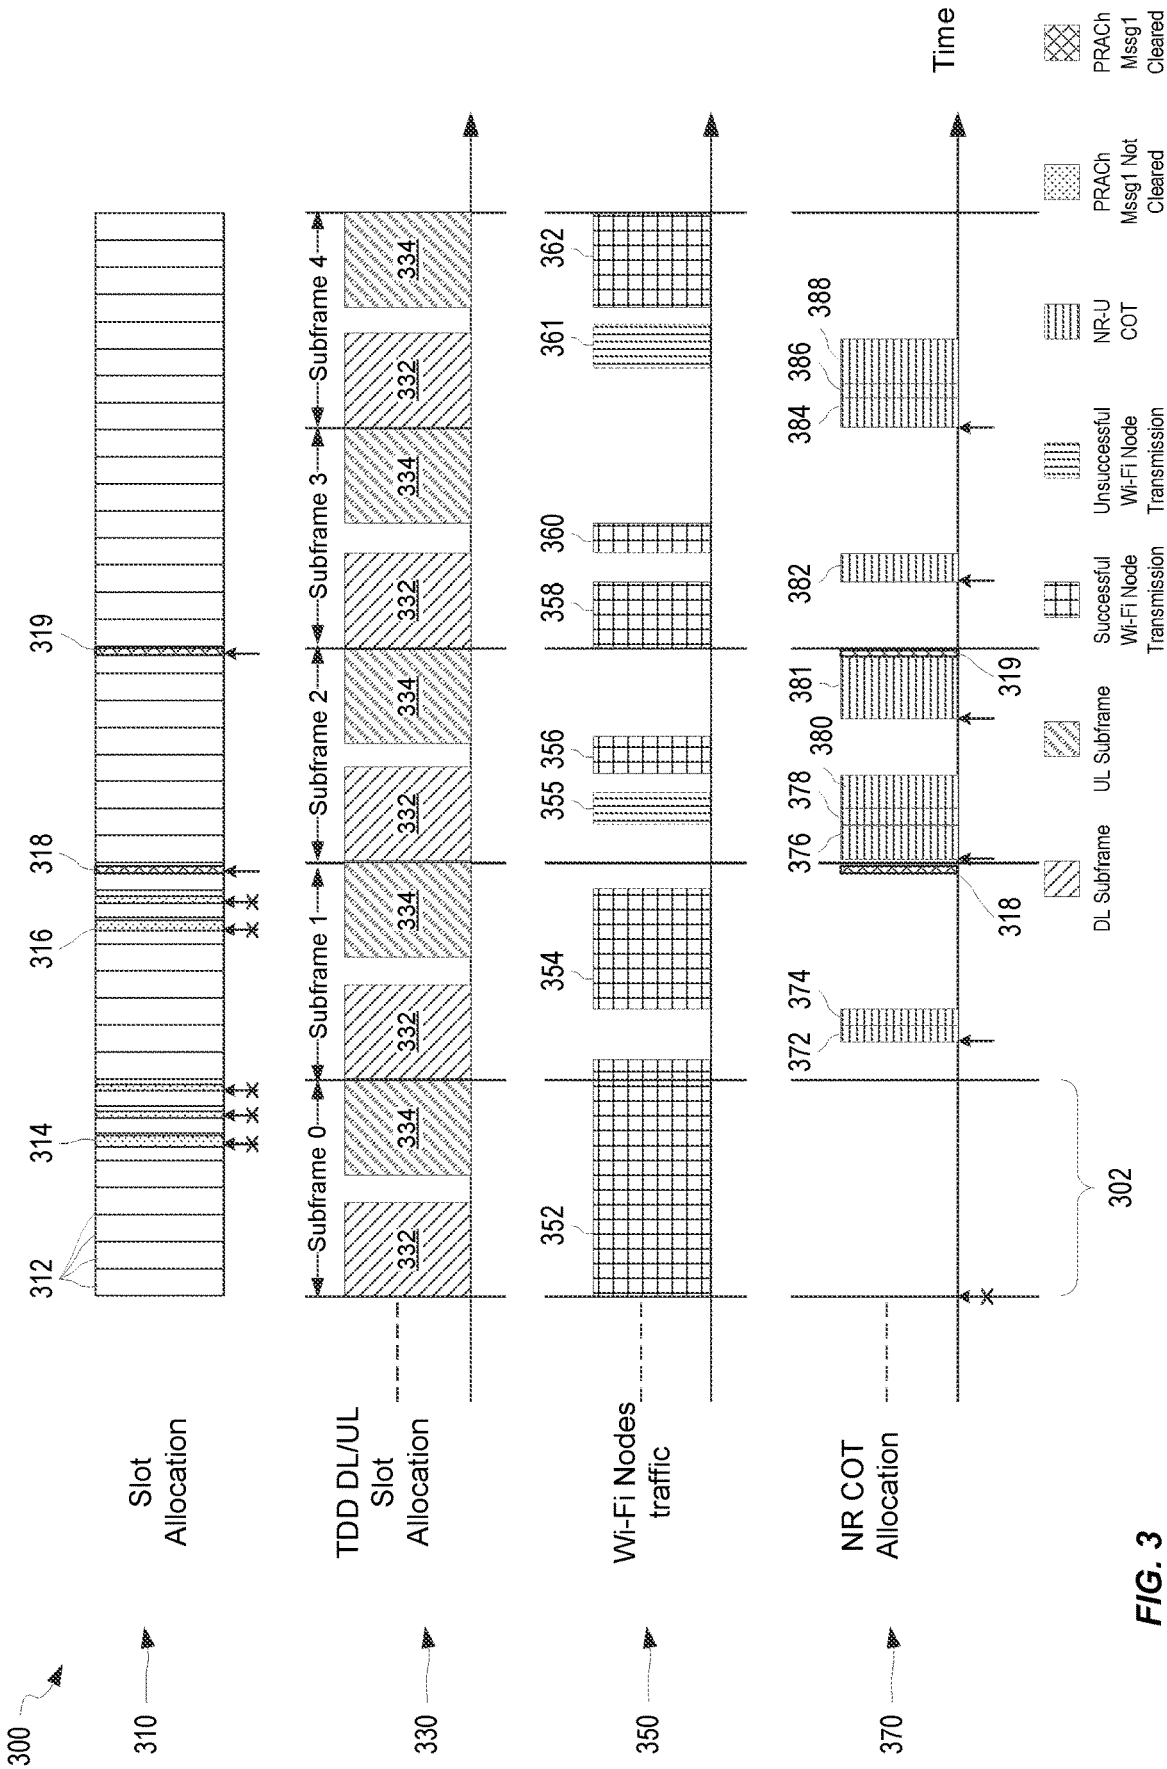 300
310
Slot
Allocation
312
314
316
318
319
330
TDD DL/UL
Slot
Allocation
Subframe 0
Subframe 1
Subframe 2
Subframe 3
Subframe 4
332
334
332
334
332
334
332
334
332
334
350
Wi-Fi Nodes
traffic
352
354
355
356
358
360
361
362
370
NR COT
Allocation
372
374
318
376
378
380
381
319
382
384
386
388
Time
302
DL Subframe
UL Subframe
Successful
Wi-Fi Node
Transmission
Unsuccessful
Wi-Fi Node
Transmission
NR-U
COT
PRACh
Mssg1 Not
Cleared
PRACh
Mssg1
Cleared
FIG. 3